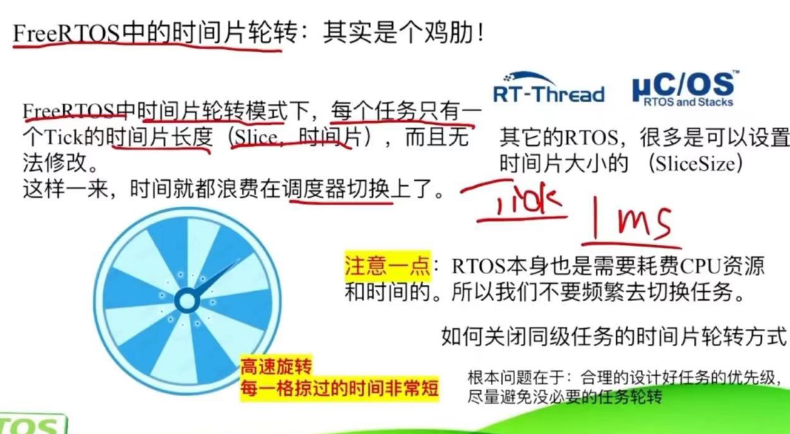 FreeRTOS中的时间片轮转：其实是个鸡肋！
RT-Thread
μC/OS™
RTOS and Stacks
FreeRTOS中时间片轮转模式下，每个任务只有一
个Tick的时间片长度（Slice，时间片），而且无
法修改。
这样一来，时间就都浪费在调度器切换上了。
其它的RTOS，很多是可以设置
时间片大小的 （SliceSize）
Tick 1ms
注意一点：RTOS本身也是需要耗费CPU资源
和时间的。所以我们不要频繁去切换任务。
如何关闭同级任务的时间片轮转方式
高速旋转
每一格掠过的时间非常短
根本问题在于：合理的设计好任务的优先级，
尽量避免没必要的任务轮转
TOS